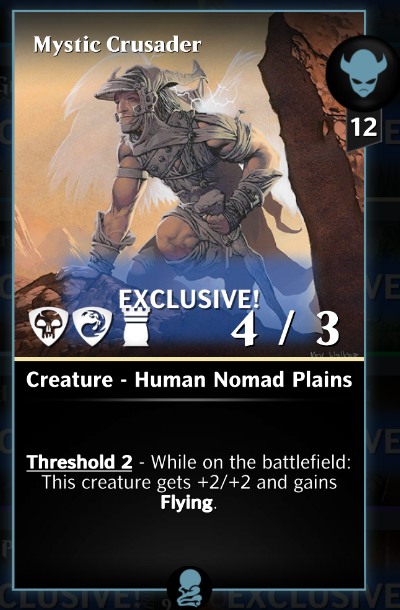 Mystic Crusader
12
EXCLUSIVE!
4 / 3
Creature - Human Nomad Plains
Threshold 2 - While on the battlefield:
This creature gets +2/+2 and gains
Flying.